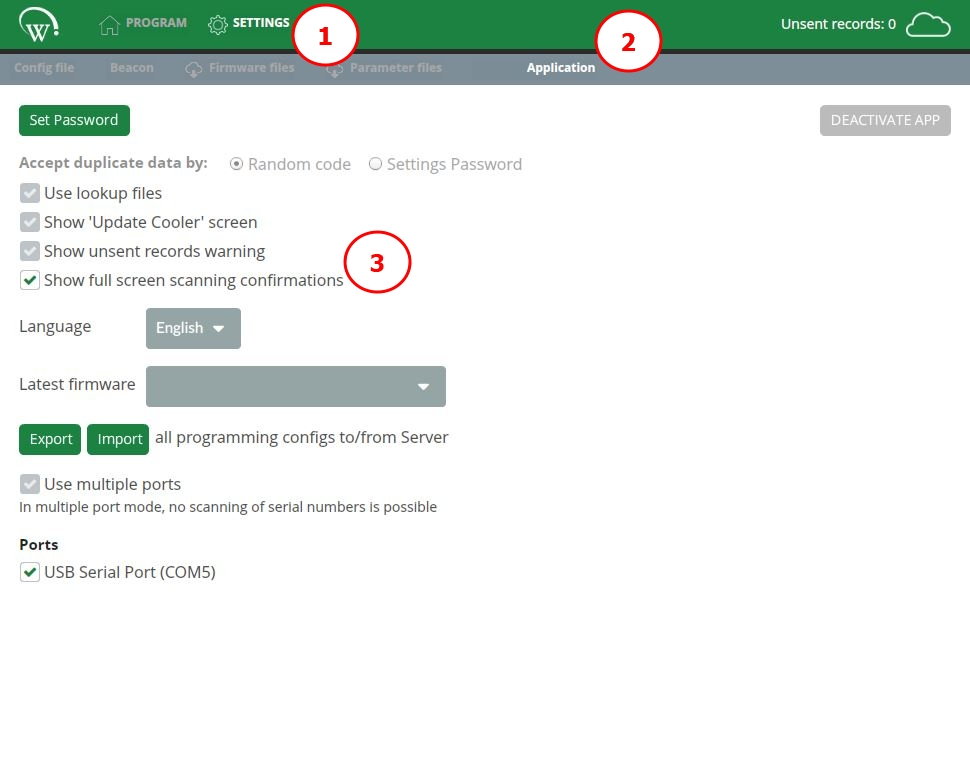 W
PROGRAM SETTINGS 1 2 Unsent records: 0
Config file Beacon Firmware files Parameter files Application
Set Password DEACTIVATE APP
Accept duplicate data by: Random code Settings Password
Use lookup files
Show 'Update Cooler' screen
Show unsent records warning
3
Show full screen scanning confirmations
Language English
Latest firmware
Export Import all programming configs to/from Server
Use multiple ports
In multiple port mode, no scanning of serial numbers is possible
Ports
USB Serial Port (COM5)